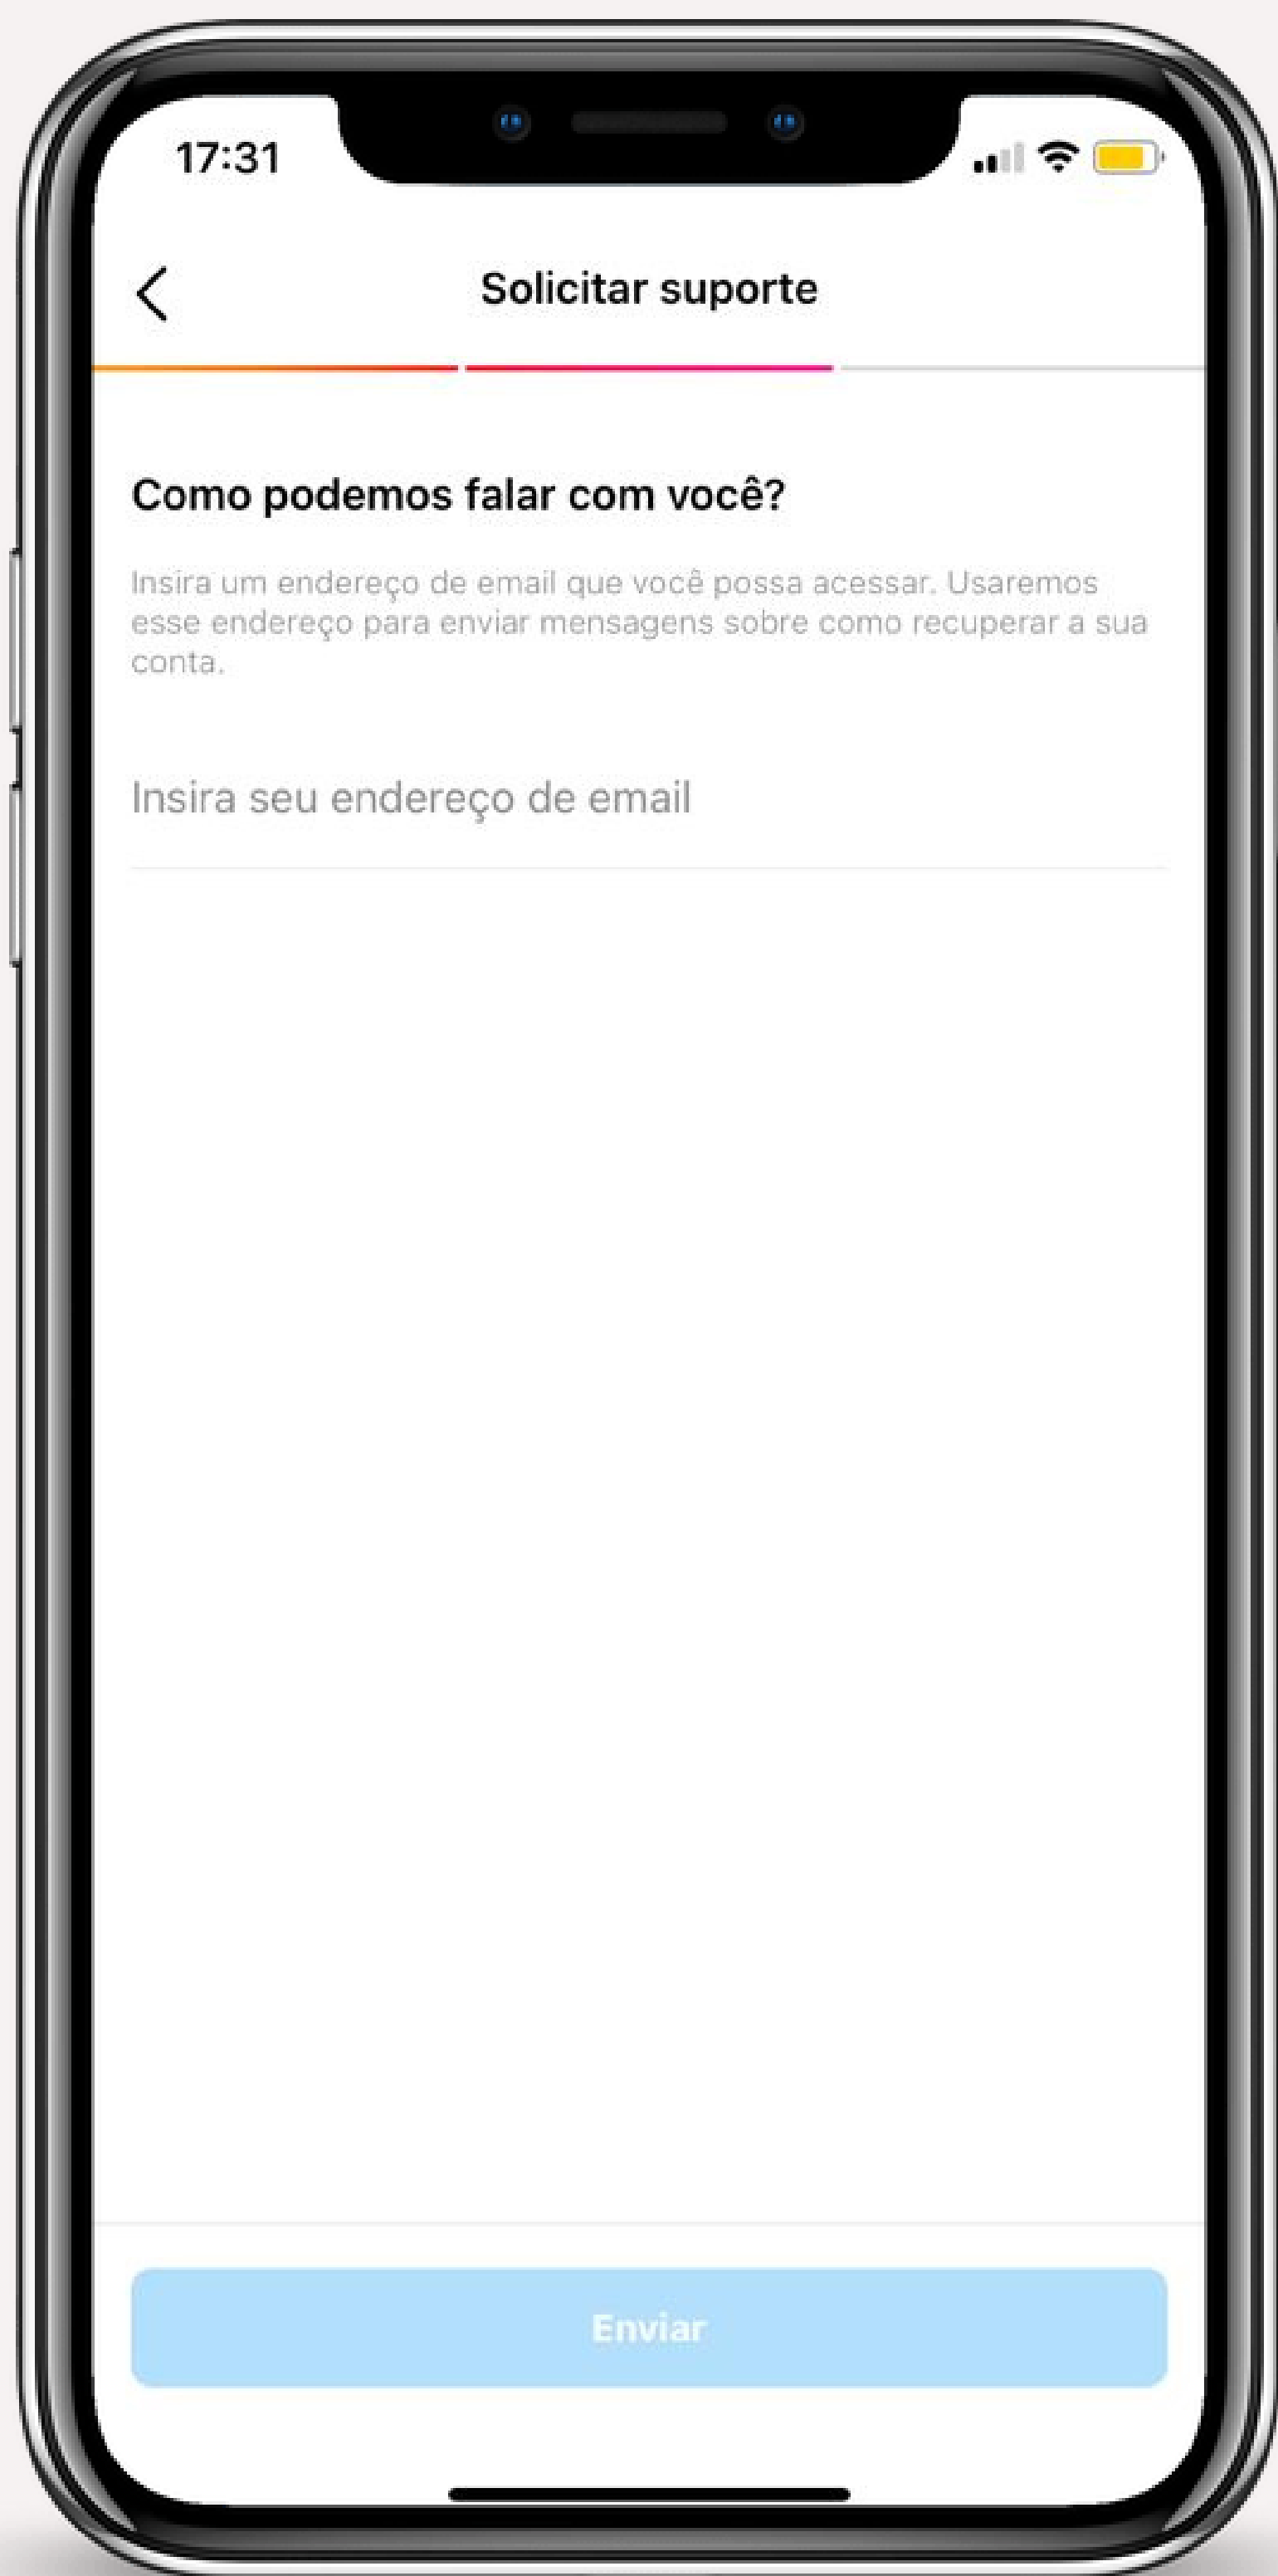 17:31
Solicitar suporte
Como podemos falar com você?
Insira um endereço de email que você possa acessar. Usaremos
esse endereço para enviar mensagens sobre como recuperar a sua
conta.
Insira seu endereço de email
Enviar